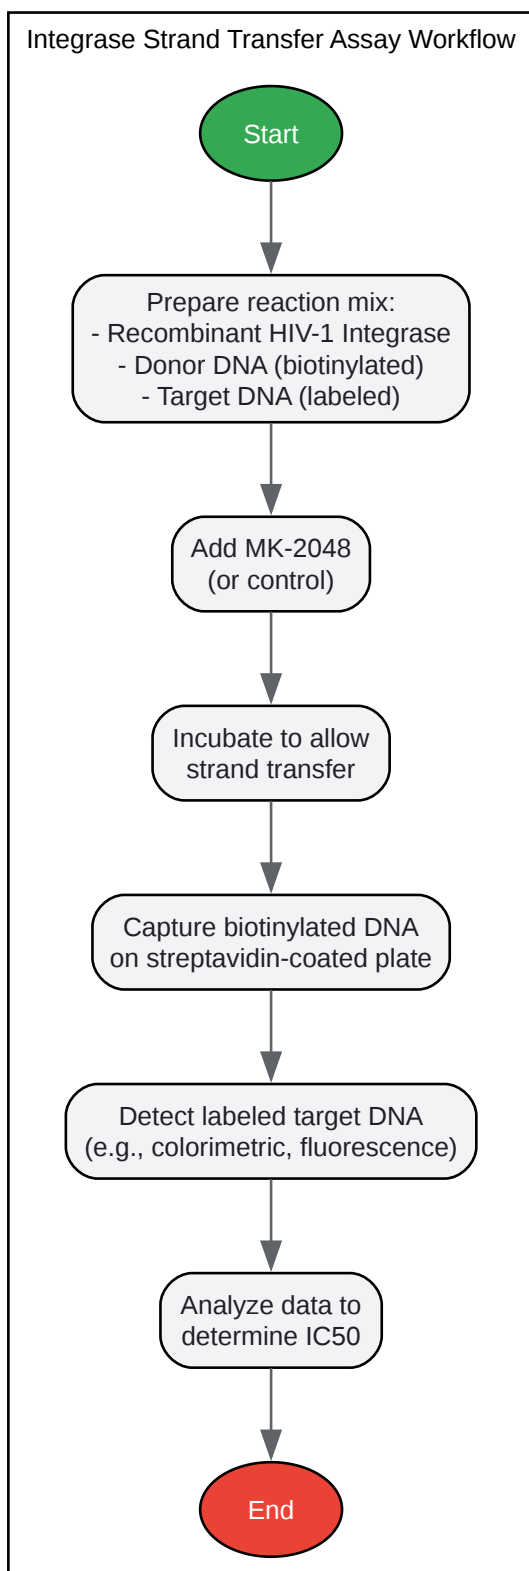 Integrase Strand Transfer Assay Workflow
Start
Prepare reaction mix:
- Recombinant HIV-1 Integrase
- Donor DNA (biotinylated)
- Target DNA (labeled)
Add MK-2048
(or control)
Incubate to allow
strand transfer
Capture biotinylated DNA
on streptavidin-coated plate
Detect labeled target DNA
(e.g., colorimetric, fluorescence)
Analyze data to
determine IC50
End